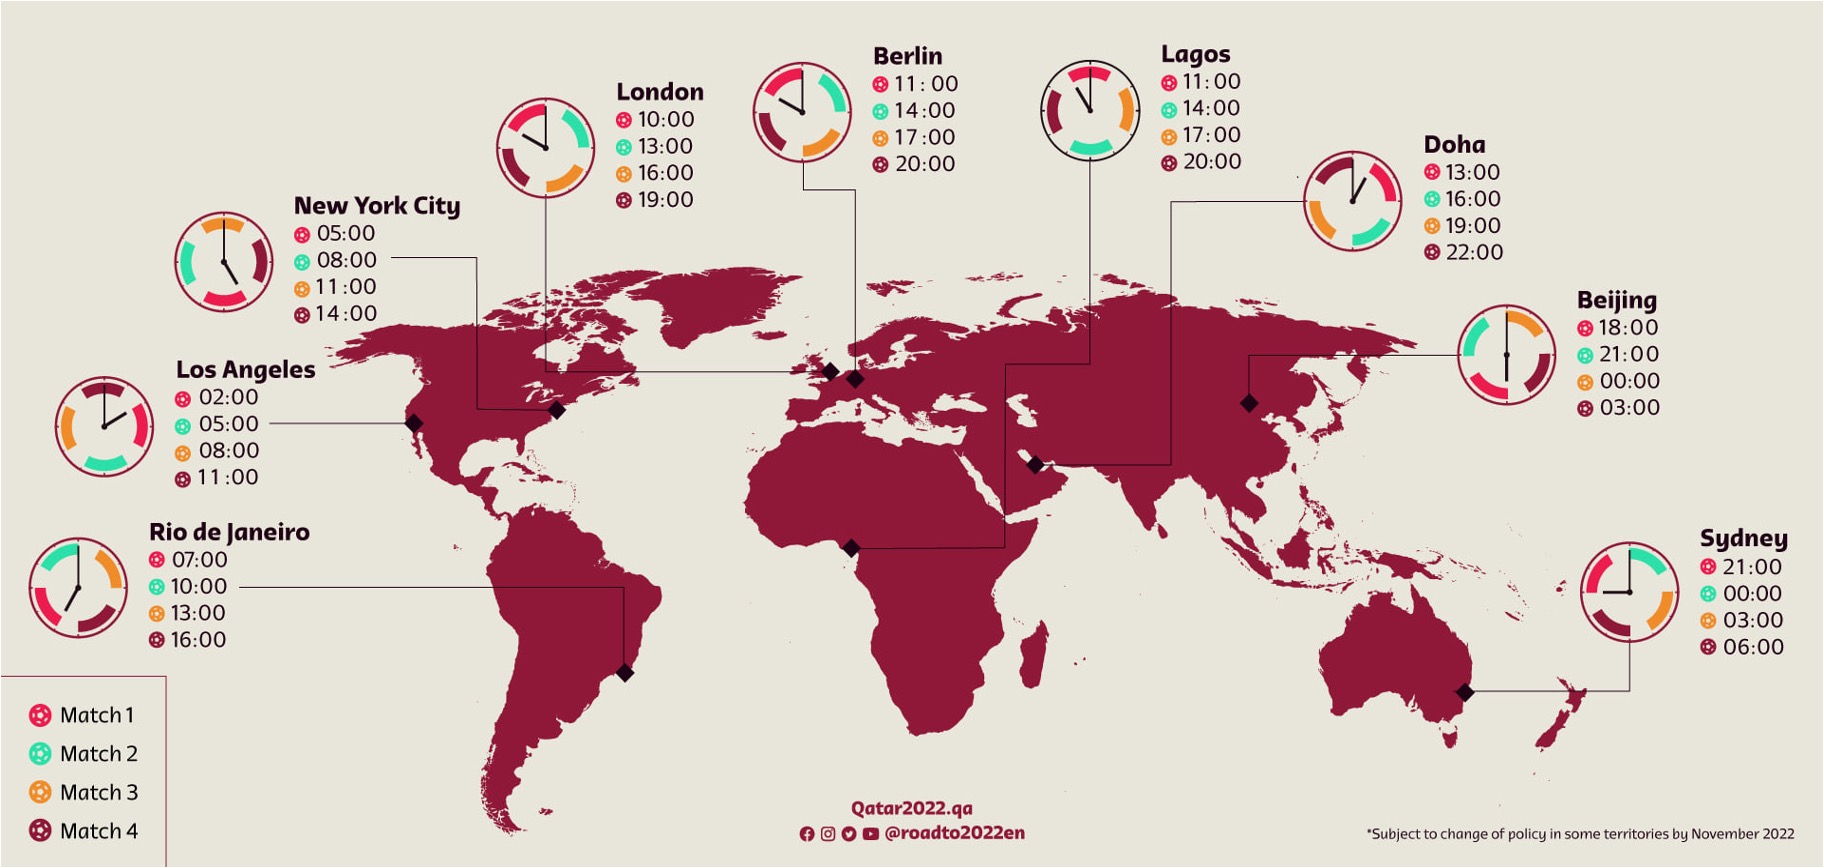 Berlin
11:00
14:00
17:00
20:00
Lagos
11:00
14:00
17:00
20:00
London
10:00
13:00
16:00
19:00
Doha
13:00
16:00
19:00
22:00
New York City
05:00
08:00
11:00
14:00
Beijing
18:00
21:00
00:00
03:00
Los Angeles
02:00
05:00
08:00
11:00
Rio de Janeiro
07:00
10:00
13:00
16:00
Sydney
21:00
00:00
03:00
06:00
Match 1
Match 2
Match 3
Match 4
Qatar2022.qa
@roadto2022en
*Subject to change of policy in some territories by November 2022